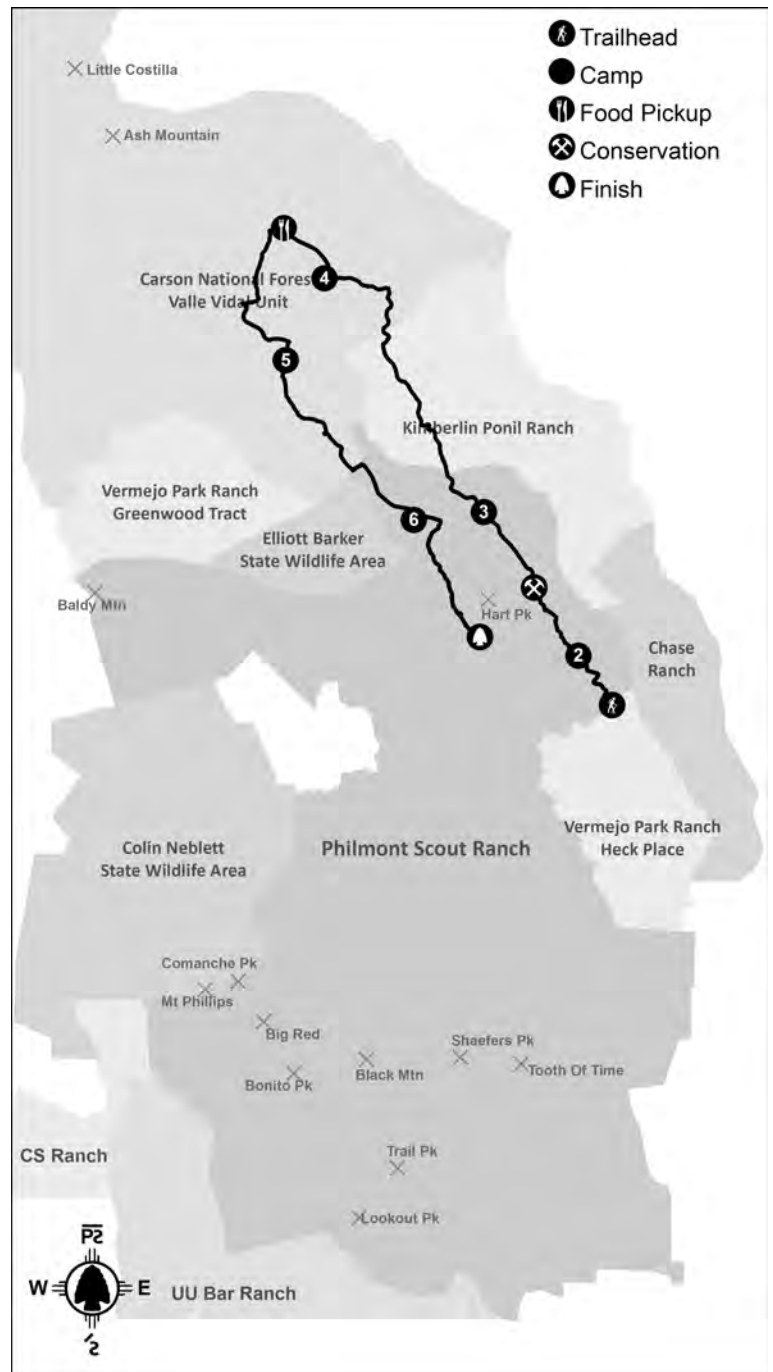 Trailhead
Camp
Food Pickup
Conservation
Finish
Little Costilla
Ash Mountain
Carson National Fores
Valle Vidal Unit
4
5
Kimberlin Ponil Ranch
Vermejo Park Ranch
Greenwood Tract
3
6
Elliott Barker
State Wildlife Area
Baldy Mtn
Hart Pk
2
Chase
Ranch
Vermejo Park Ranch
Heck Place
Colin Neblett
State Wildlife Area
Philmont Scout Ranch
Comanche Pk
Mt Phillips
Big Red
Bonito Pk
Black Mtn
Shaefers Pk
Tooth Of Time
Trail Pk
Lookout Pk
CS Ranch
UU Bar Ranch
W
E